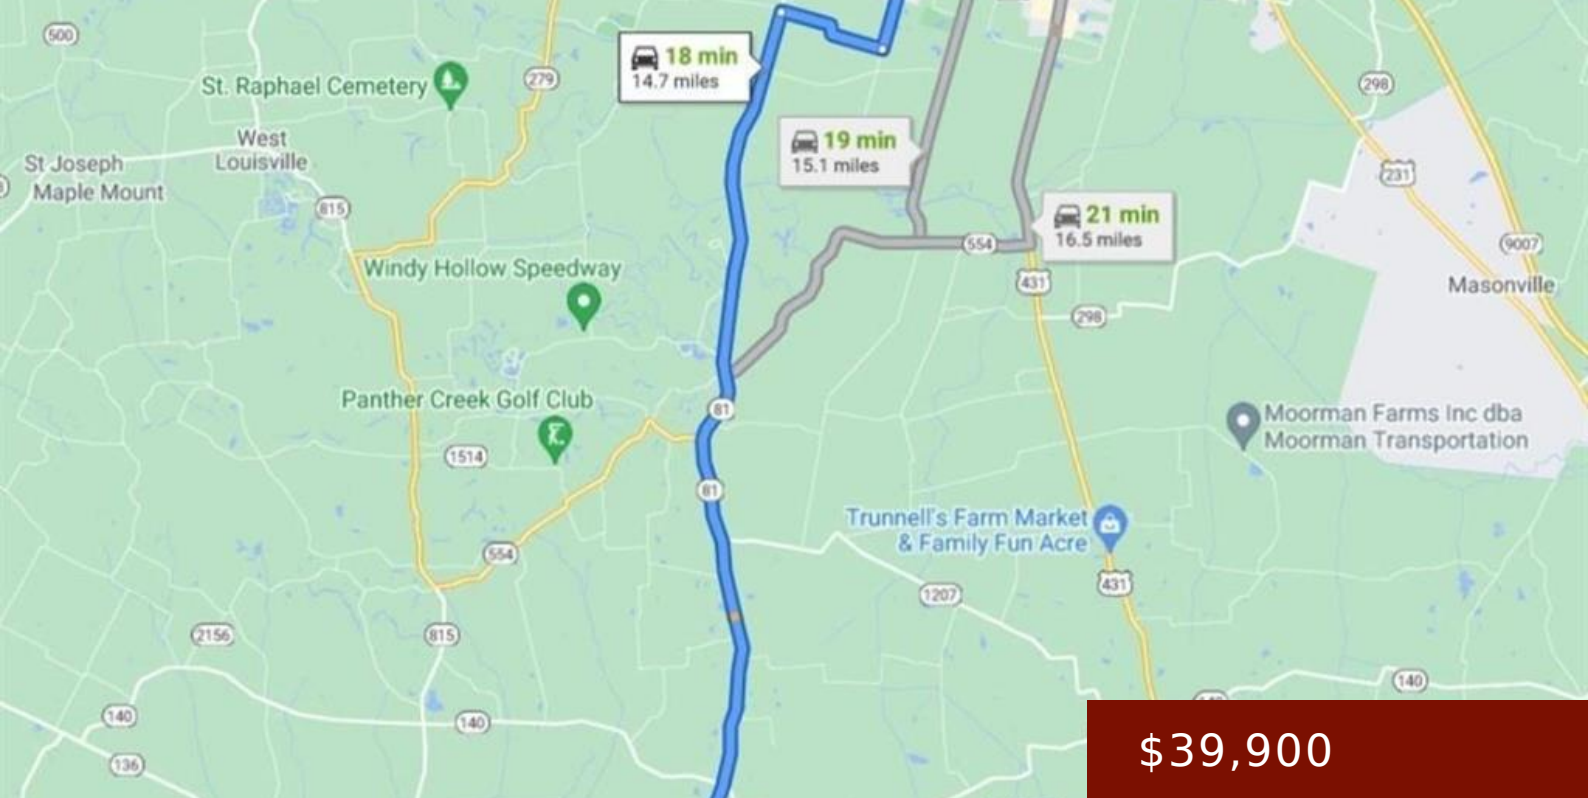 500
18 min
14.7 miles
St. Raphael Cemetery
279
298
West
Louisville
19 min
15.1 miles
St Joseph
Maple Mount
231
815
21 min
16.5 miles
554
9007
Windy Hollow Speedway
431
Masonville
298
Panther Creek Golf Club
81
Moorman Farms Inc dba
Moorman Transportation
1514
81
Trunnell's Farm Market
& Family Fun Acre
554
431
1207
2156
815
140
140
140
136
$39,900